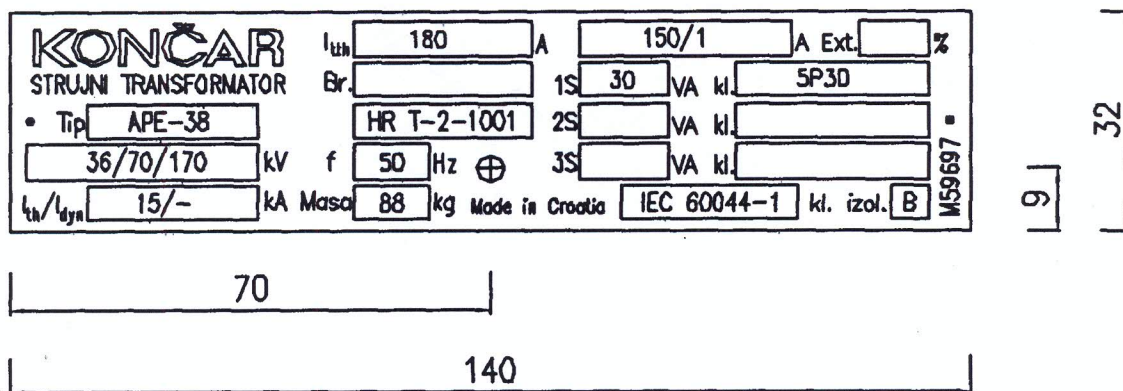 KONČAR Itth 180 A 150/1 A Ext. %
STRUJNI TRANSFORMATOR Br. 1S 30 VA kl. 5P30
• Tip APE-38 HR T-2-1001 2S VA kl.
36/70/170 kV f 50 Hz 3S VA kl.
Ith/Idyn 15/- kA Masa 88 kg Made in Croatia IEC 60044-1 kl. izol. B
M59697 •
9
32
70
140